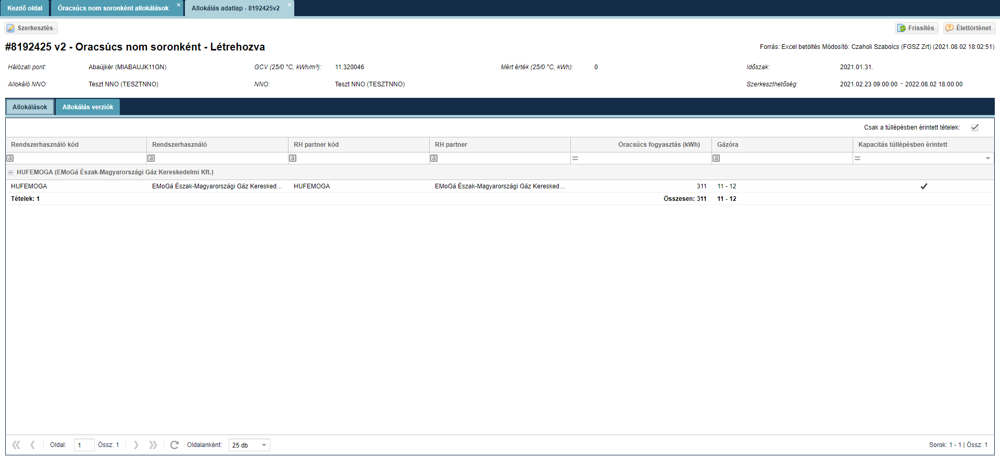 Kezdő oldal
Óracsúcs nom soronként allokálások
Allokálás adatlap - 8192425v2
Szerkesztés
Frissítés
Élettörténet
#8192425 v2 - Oracsúcs nom soronként - Létrehozva
Forrás: Excel betöltés Módosító: Czaholi Szabolcs (FGSZ Zrt) (2021.08.02 18:02:51)
Hálózati pont: Abaújkér (MIABAUJK11GN) GCV (25/0 °C, kWh/m³): 11.320046 Mért érték (25/0 °C, kWh): 0 Időszak: 2021.01.31.
Allokáló NNO: Teszt NNO (TESZTNNO) NNO: Teszt NNO (TESZTNNO) Szerkeszthetőség: 2021.02.23 09:00:00 - 2022.08.02 18:00:00
Allokálások
Allokálás verziók
Csak a túllépésben érintett tételek:
Rendszerhasználó kód Rendszerhasználó RH partner kód RH partner Óracsúcs fogyasztás (kWh) Gázóra Kapacitás túllépésben érintett
HUFEMOGA (EMoGá Észak-Magyarországi Gáz Kereskedelmi Kft.)
HUFEMOGA EMoGá Észak-Magyarországi Gáz Keresked... HUFEMOGA EMoGá Észak-Magyarországi Gáz Keresked... 311 11 - 12
Tételek: 1 Összesen: 311 11 - 12
Oldal: 1 Össz: 1 Oldalanként: 25 db Sorok: 1 - 1 | Össz: 1